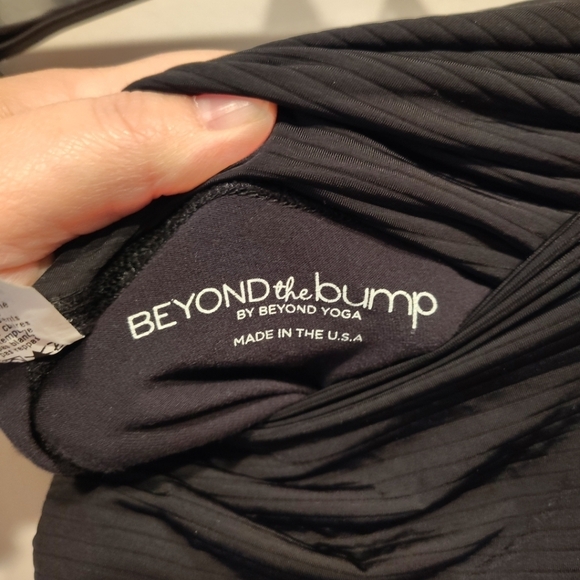 BEYOND the bump
BY BEYOND YOGA
MADE IN THE U.S.A